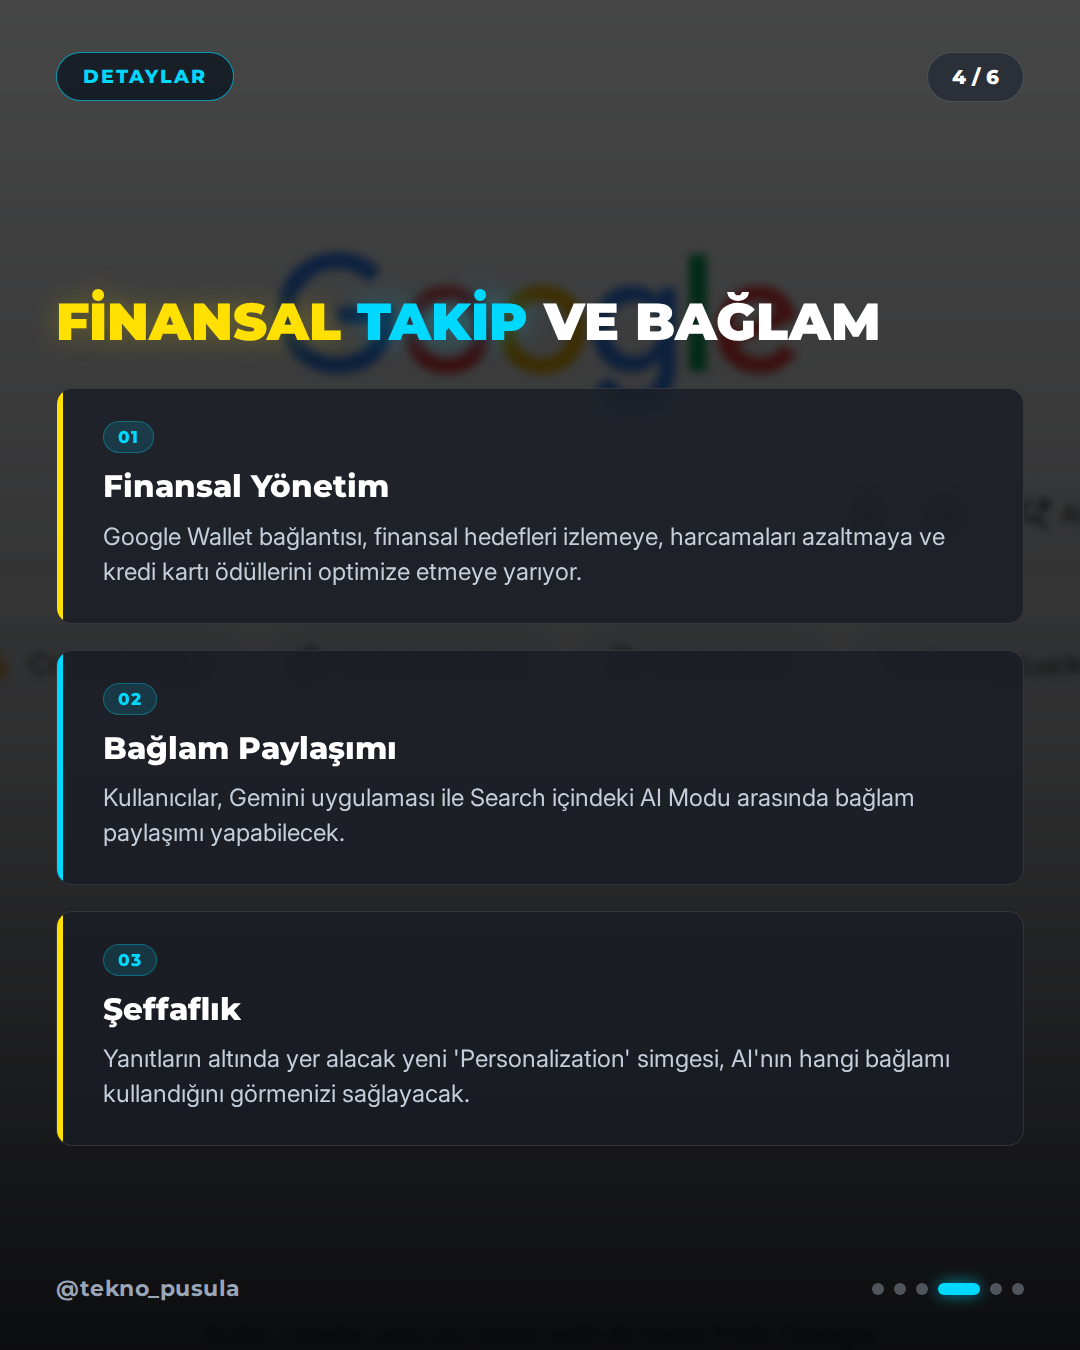 DETAYLAR
4 / 6
Google
FİNANSAL TAKİP VE BAĞLAM
01
Finansal Yönetim
Google Wallet bağlantısı, finansal hedefleri izlemeye, harcamaları azaltmaya ve
kredi kartı ödüllerini optimize etmeye yarıyor.
02
Bağlam Paylaşımı
Kullanıcılar, Gemini uygulaması ile Search içindeki AI Modu arasında bağlam
paylaşımı yapabilecek.
03
Şeffaflık
Yanıtların altında yer alacak yeni 'Personalization' simgesi, AI'nın hangi bağlamı
kullandığını görmenizi sağlayacak.
@tekno_pusula